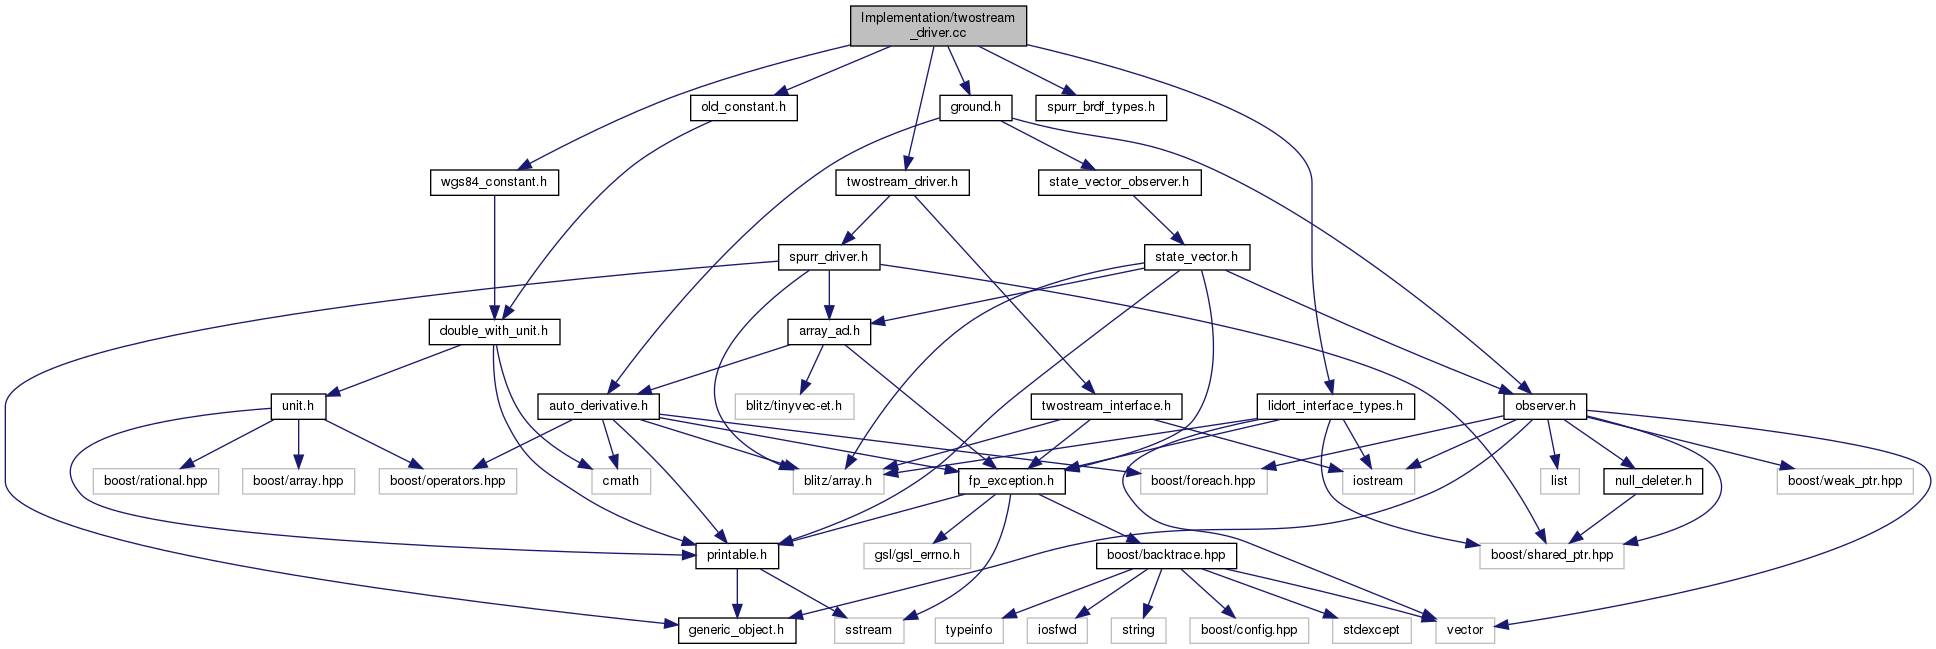 Implementation/twostream
_driver.cc
old_constant.h
ground.h
spurr_brdf_types.h
wgs84_constant.h
twostream_driver.h
state_vector_observer.h
spurr_driver.h
state_vector.h
double_with_unit.h
array_ad.h
unit.h
auto_derivative.h
blitz/tinyvec-et.h
twostream_interface.h
lidort_interface_types.h
observer.h
boost/rational.hpp
boost/array.hpp
boost/operators.hpp
cmath
blitz/array.h
fp_exception.h
boost/foreach.hpp
iostream
list
null_deleter.h
boost/weak_ptr.hpp
printable.h
gsl/gsl_errno.h
boost/backtrace.hpp
boost/shared_ptr.hpp
generic_object.h
sstream
typeinfo
iosfwd
string
boost/config.hpp
stdexcept
vector